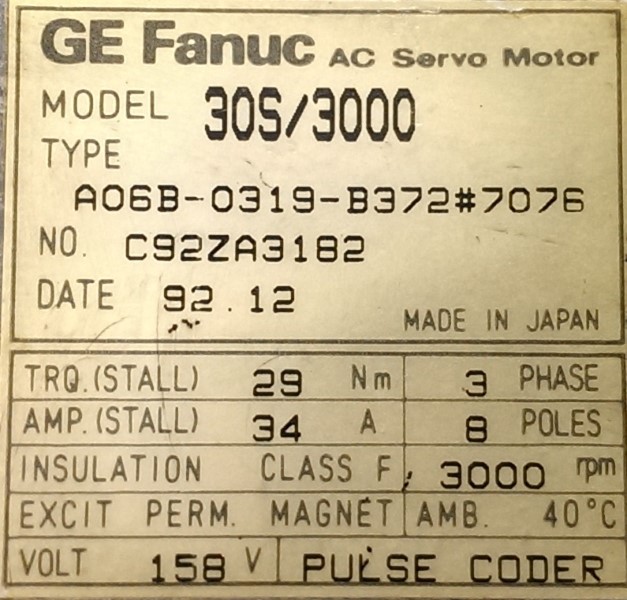 GE Fanuc AC Servo Motor
MODEL 30S/3000
TYPE
A06B-0319-B372#7076
NO. C92ZA3182
DATE 92.12
MADE IN JAPAN
TRQ.(STALL) 29 Nm 3 PHASE
AMP.(STALL) 34 A 8 POLES
INSULATION CLASS F, 3000 rpm
EXCIT PERM. MAGNET AMB. 40°C
VOLT 158 V PULSE CODER